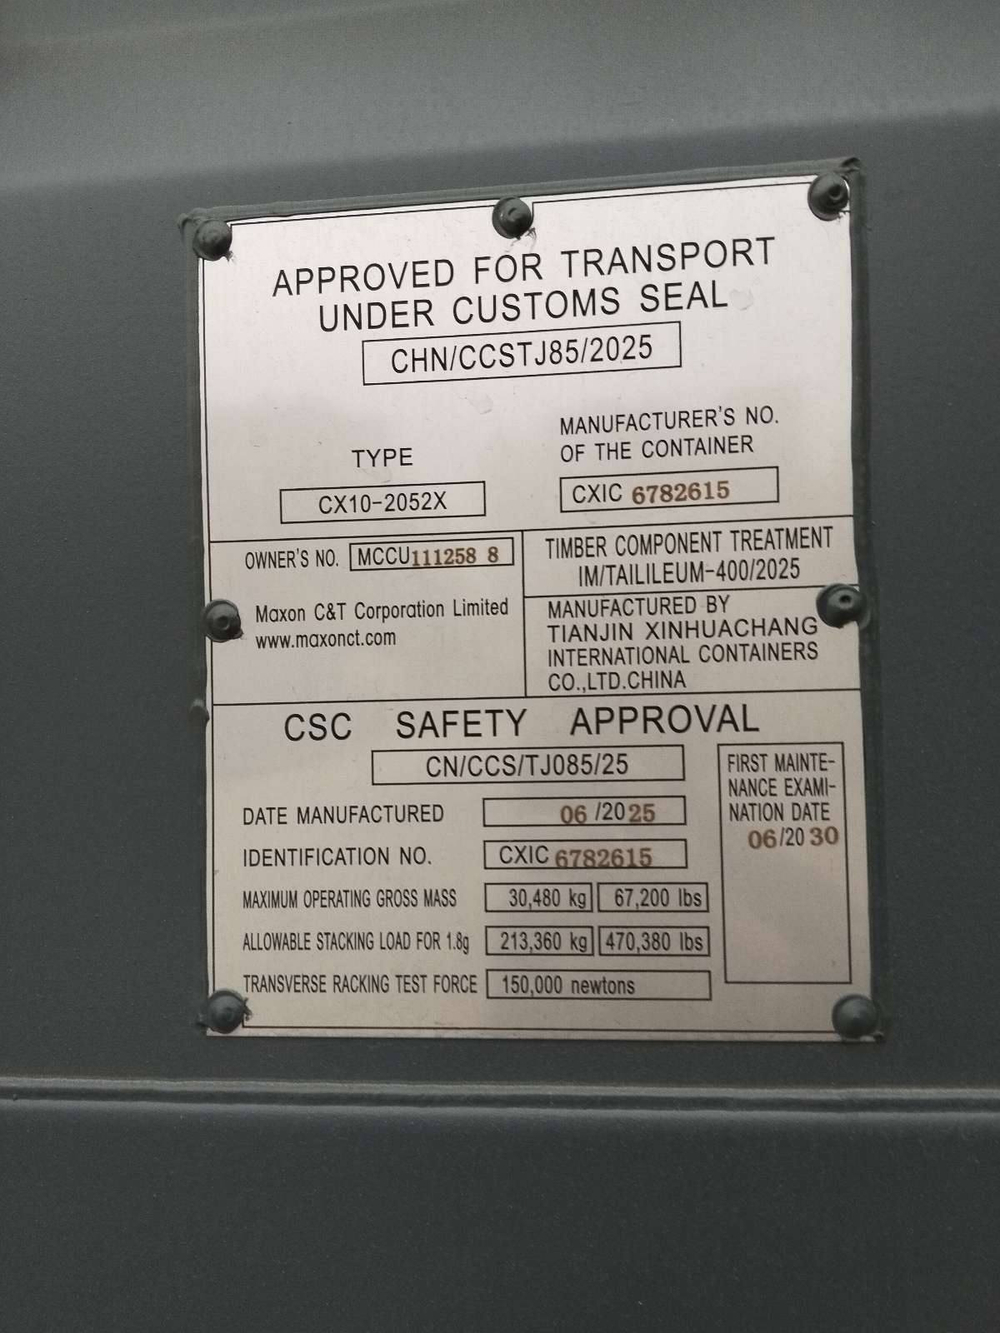 APPROVED FOR TRANSPORT
UNDER CUSTOMS SEAL
CHN/CCSTJ85/2025
TYPE
CX10-2052X
MANUFACTURER'S NO.
OF THE CONTAINER
CXIC 6782615
OWNER'S NO. MCCU111258 8
Maxon C&T Corporation Limited
www.maxonct.com
TIMBER COMPONENT TREATMENT
IM/TAILILEUM-400/2025
MANUFACTURED BY
TIANJIN XINHUACHANG
INTERNATIONAL CONTAINERS
CO.,LTD.CHINA
CSC SAFETY APPROVAL
CN/CCS/TJ085/25
DATE MANUFACTURED 06/2025
IDENTIFICATION NO. CXIC 6782615
MAXIMUM OPERATING GROSS MASS 30,480 kg 67,200 lbs
ALLOWABLE STACKING LOAD FOR 1.8g 213,360 kg 470,380 lbs
TRANSVERSE RACKING TEST FORCE 150,000 newtons
FIRST MAINTE-
NANCE EXAMI-
NATION DATE
06/2030